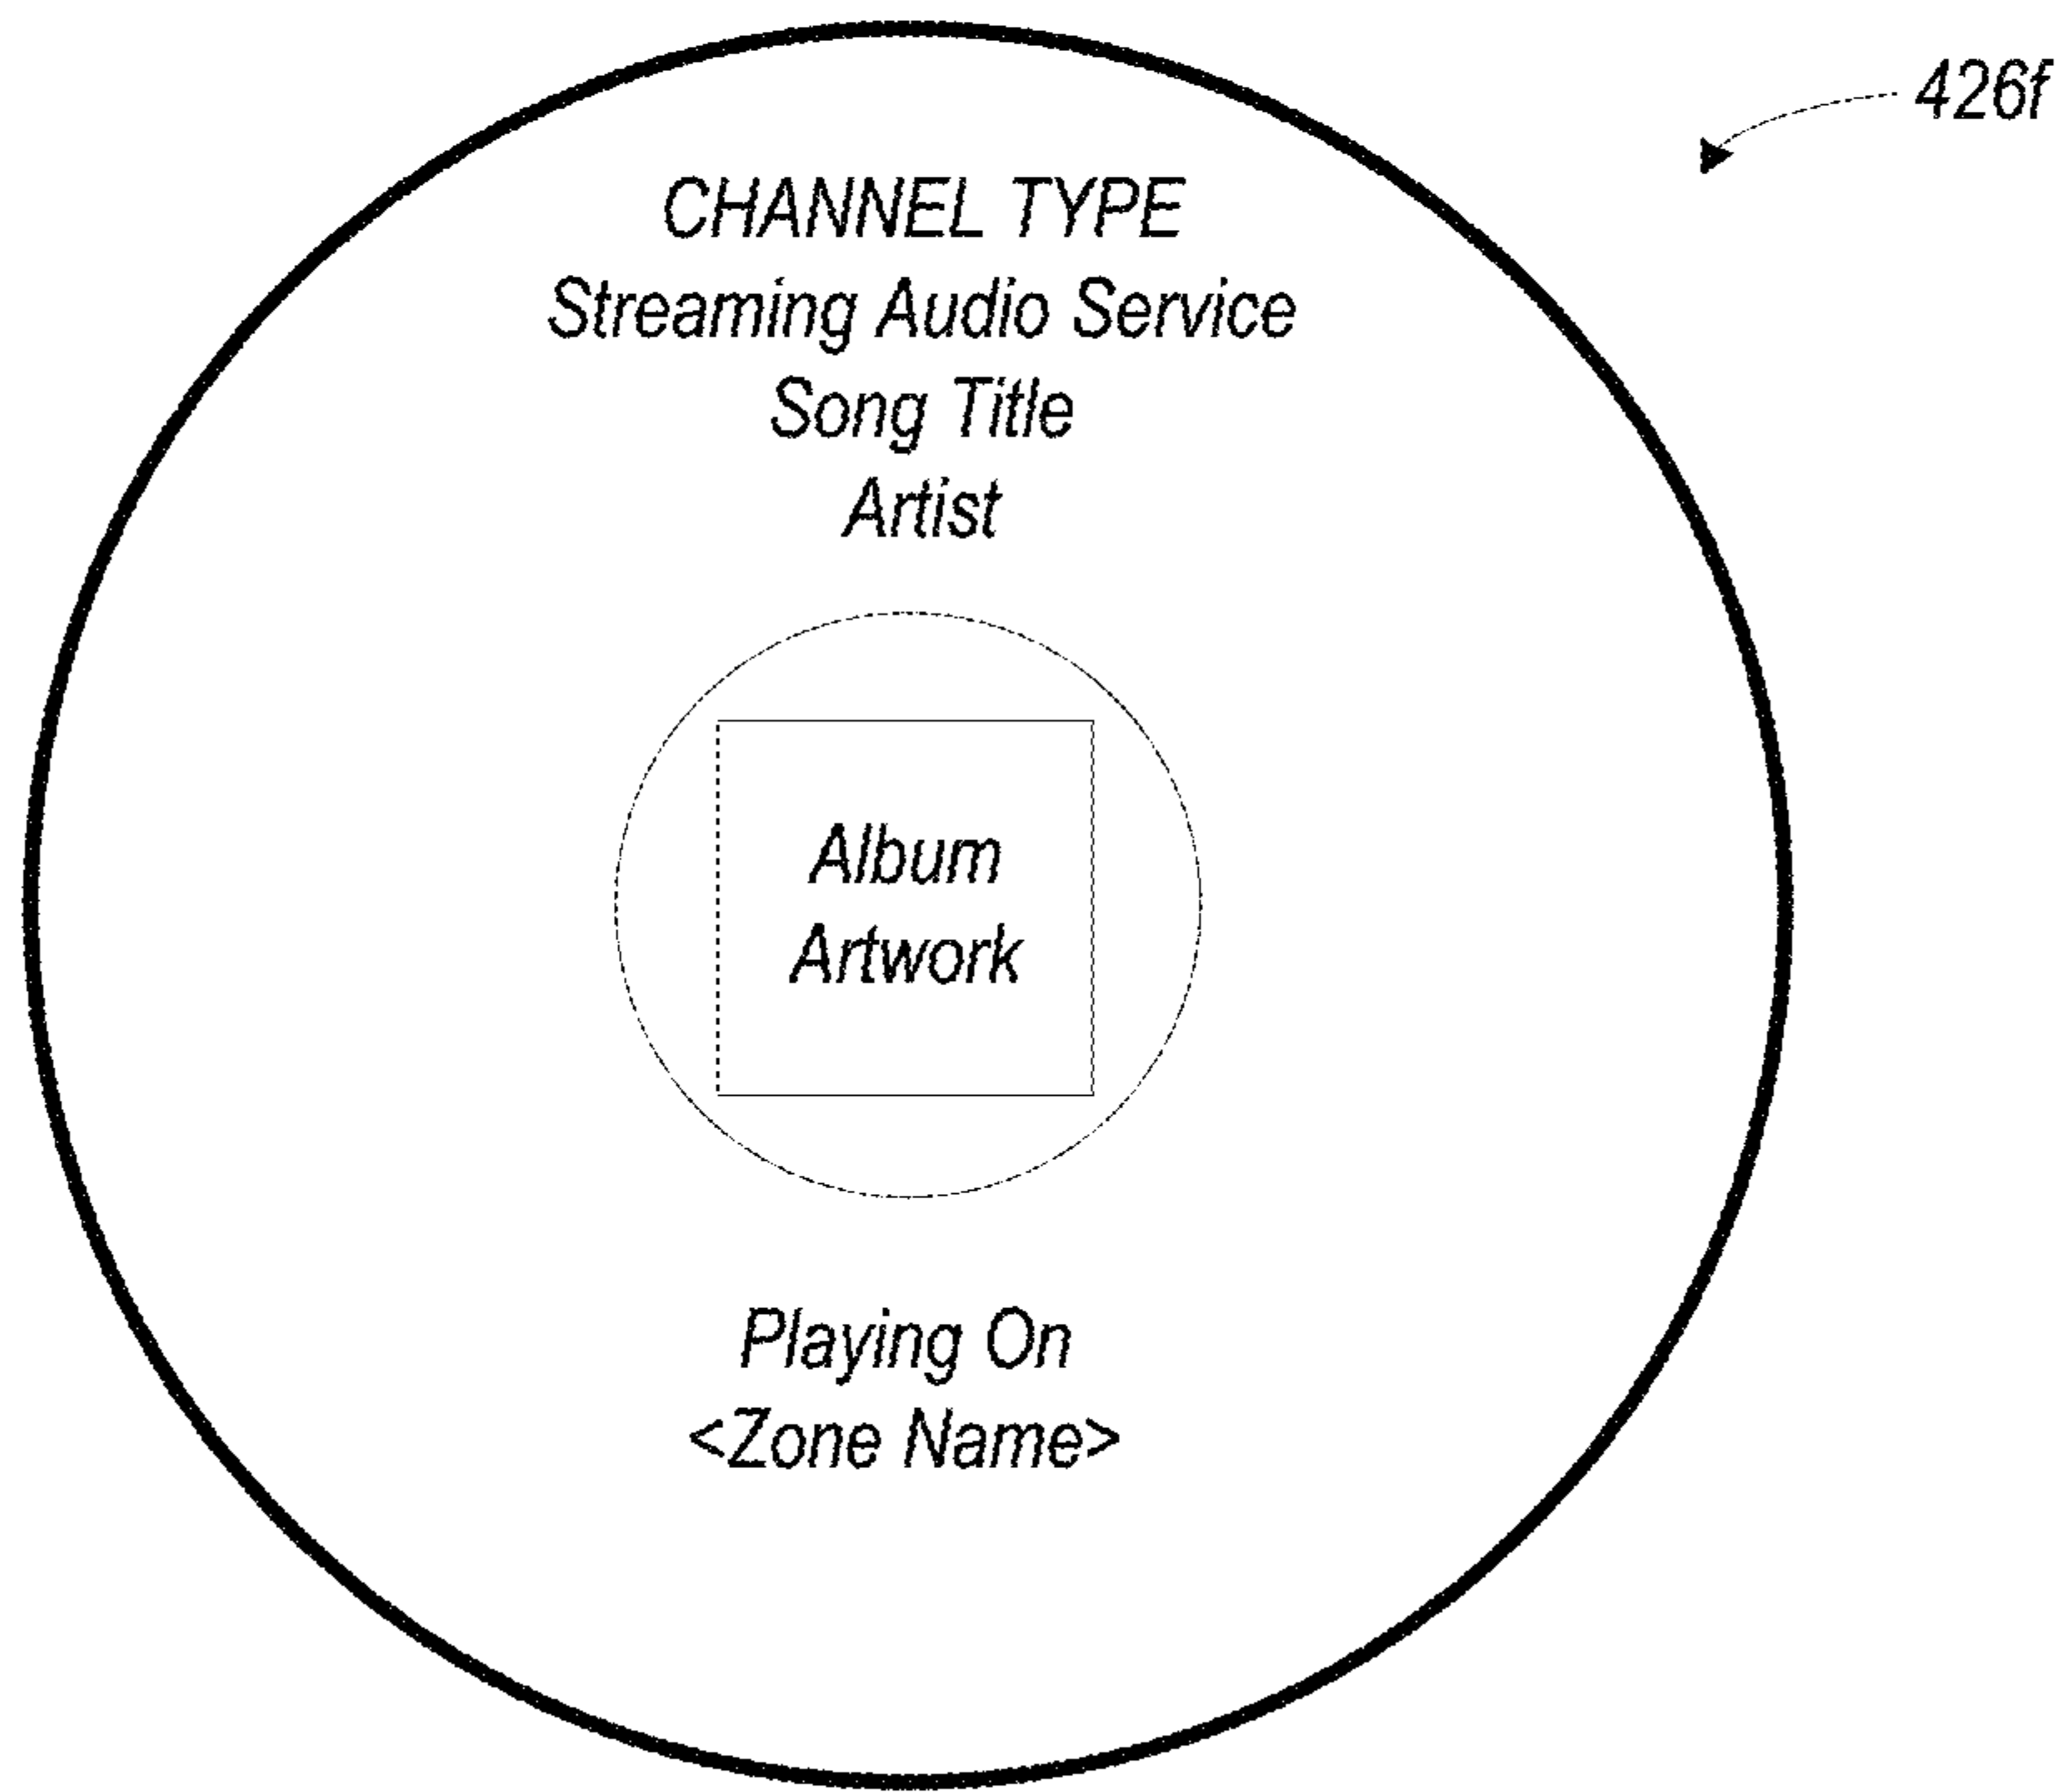 426f
CHANNEL TYPE
Streaming Audio Service
Song Title
Artist
Album
Artwork
Playing On
<Zone Name>